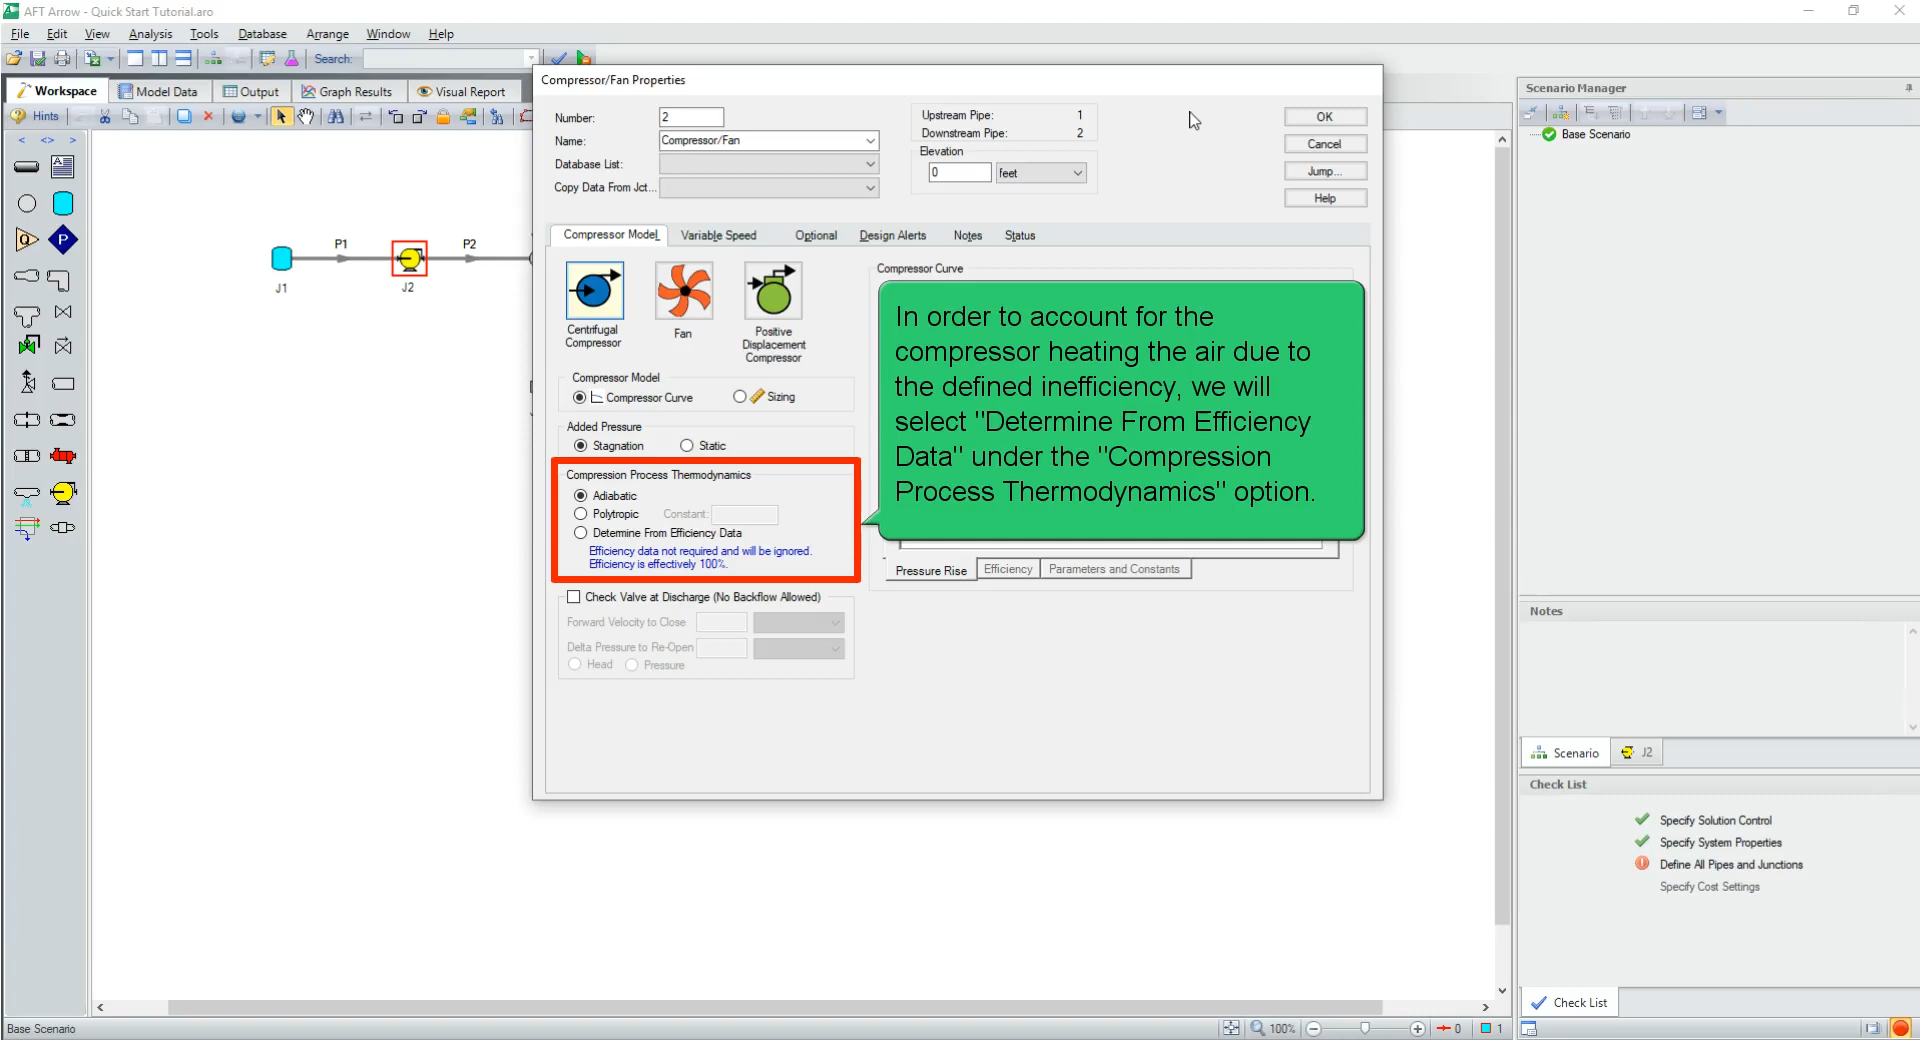 AFT Arrow - Quick Start Tutorial.aro
File Edit View Analysis Tools Database Arrange Window Help
Search:
Workspace Model Data Output Graph Results Visual Report
Hints
P1 P2
J1 J2
Compressor/Fan Properties
Number: 2
Name: Compressor/Fan
Database List:
Copy Data From Jct...
Upstream Pipe: 1
Downstream Pipe: 2
Elevation
0 feet
OK
Cancel
Jump...
Help
Compressor Model Variable Speed Optional Design Alerts Notes Status
Centrifugal
Compressor
Fan
Positive
Displacement
Compressor
Compressor Model
Compressor Curve Sizing
Added Pressure
Stagnation Static
Compression Process Thermodynamics
Adiabatic
Polytropic Constant:
Determine From Efficiency Data
Efficiency data not required and will be ignored.
Efficiency is effectively 100%.
Check Valve at Discharge (No Backflow Allowed)
Forward Velocity to Close
Delta Pressure to Re-Open
Head Pressure
Compressor Curve
In order to account for the
compressor heating the air due to
the defined inefficiency, we will
select "Determine From Efficiency
Data" under the "Compression
Process Thermodynamics" option.
Pressure Rise Efficiency Parameters and Constants
Scenario Manager
Base Scenario
Notes
Scenario J2
Check List
Specify Solution Control
Specify System Properties
Define All Pipes and Junctions
Specify Cost Settings
Check List
Base Scenario
100% 0 1